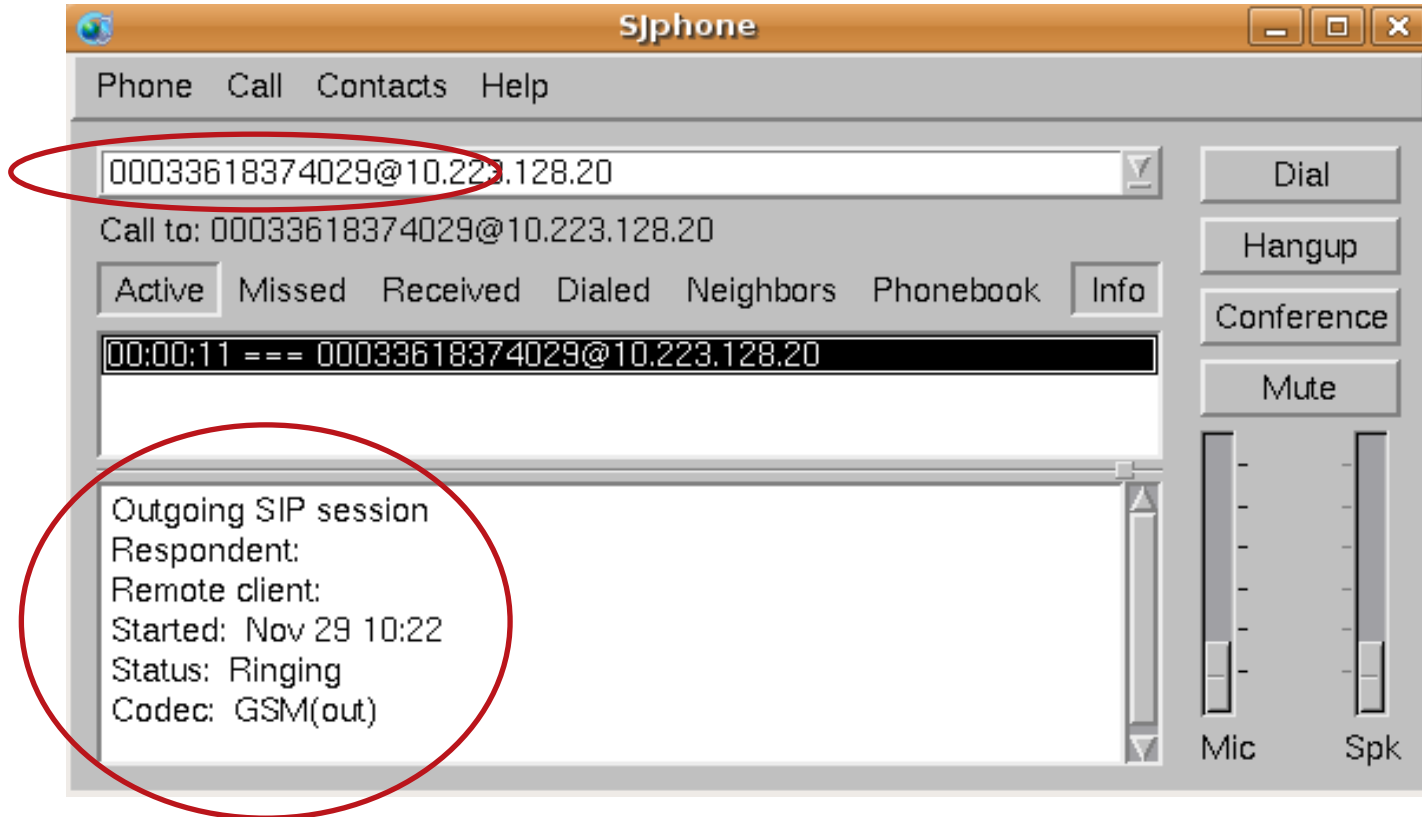 SJphone
Phone Call Contacts Help
00033618374029@10.223.128.20
Dial
Call to: 00033618374029@10.223.128.20
Hangup
Active Missed Received Dialed Neighbors Phonebook Info
Conference
00:00:11 === 00033618374029@10.223.128.20
Mute
Outgoing SIP session
Respondent:
Remote client:
Started: Nov 29 10:22
Status: Ringing
Codec: GSM(out)
Mic Spk